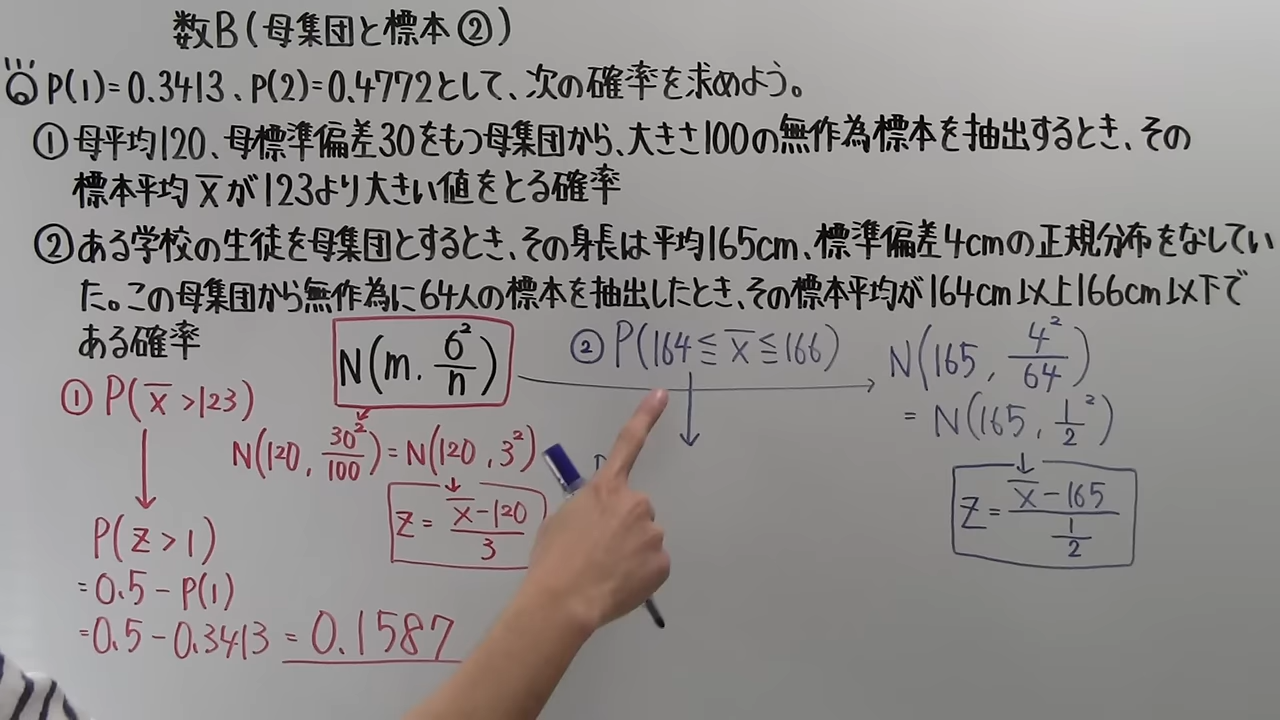 数B(母集団と標本②)
P(1)=0.3413、P(2)=0.4772として、次の確率を求めよう。
①母平均120、母標準偏差30をもつ母集団から、大きさ100の無作為標本を抽出するとき、その
標本平均x̄が123より大きい値をとる確率
②ある学校の生徒を母集団とするとき、その身長は平均165cm、標準偏差4cmの正規分布をなしてい
た。この母集団から無作為に64人の標本を抽出したとき、その標本平均が164cm以上166cm以下で
ある確率
N(m, σ²/n)
① P(x̄>123)
N(120, 30²/100)=N(120, 3²)
Z=(x̄-120)/3
P(Z>1)
=0.5-P(1)
=0.5-0.3413=0.1587
② P(164≦x̄≦166)
N(165, 4²/64)
=N(165, 1/2²)
Z=(x̄-165)/(1/2)